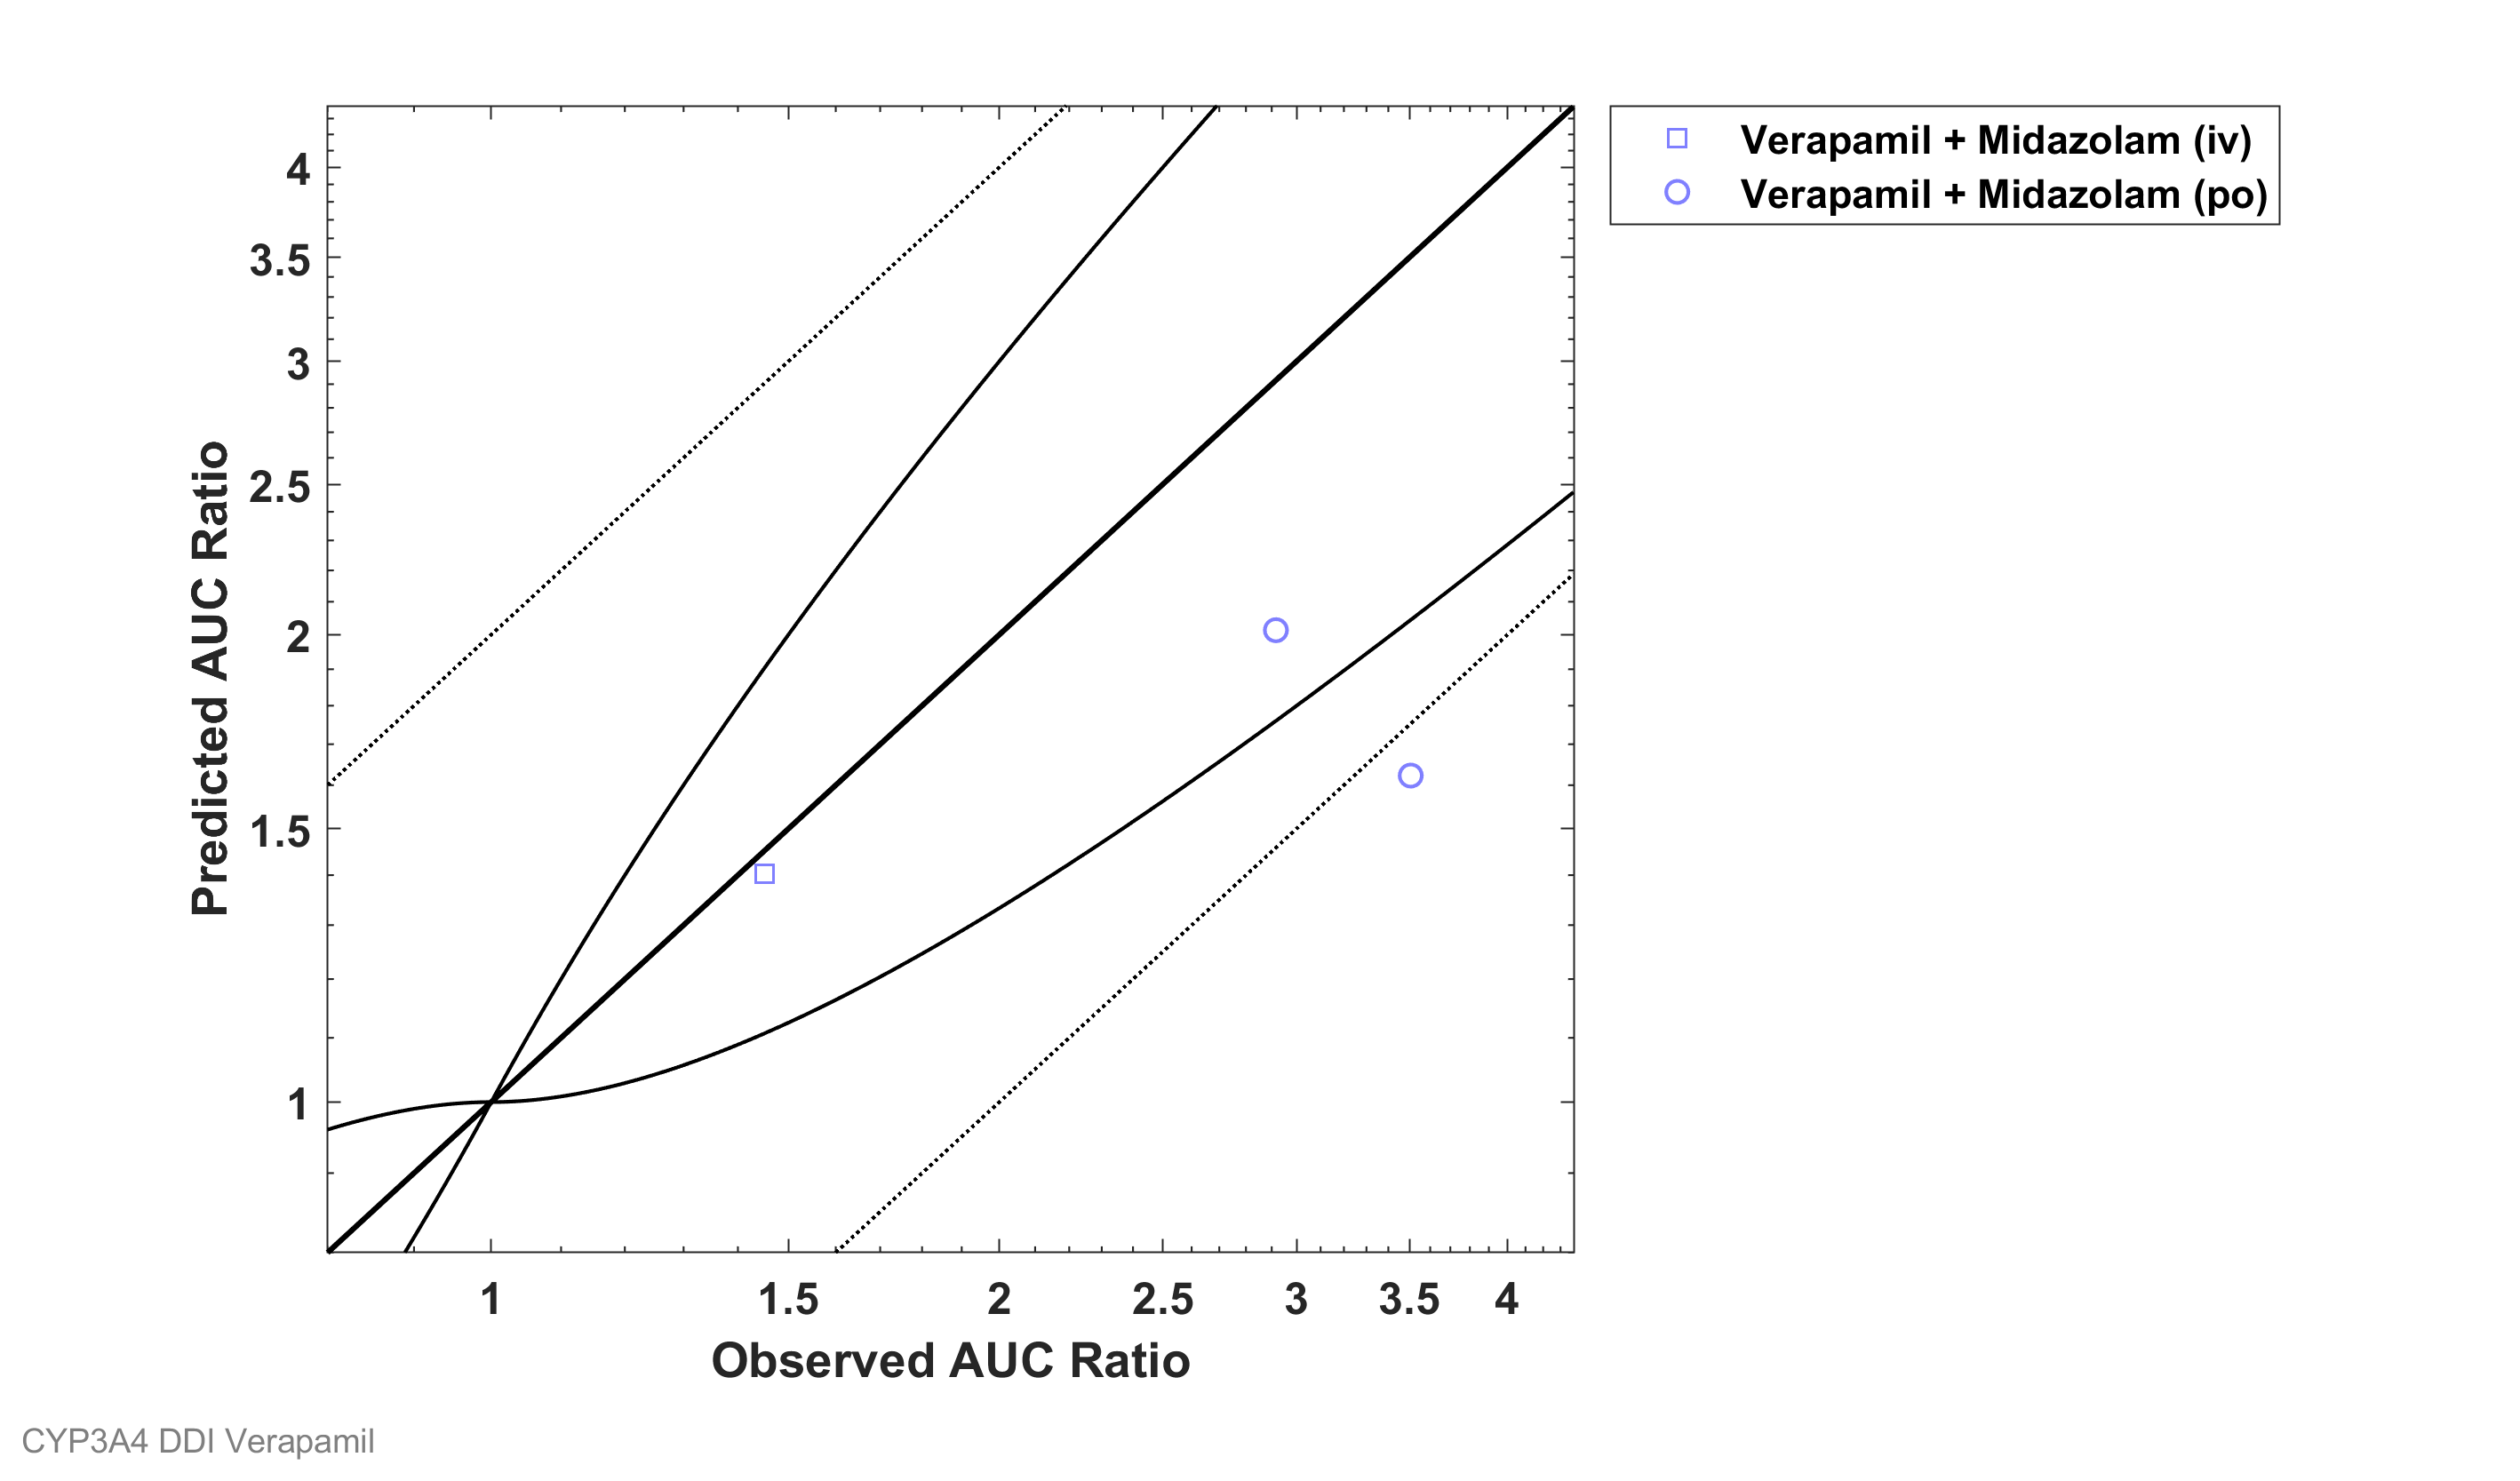 Verapamil + Midazolam (iv)
Verapamil + Midazolam (po)
Predicted AUC Ratio
4
3.5
3
2.5
2
1.5
1
1 1.5 2 2.5 3 3.5 4
Observed AUC Ratio
CYP3A4 DDI Verapamil